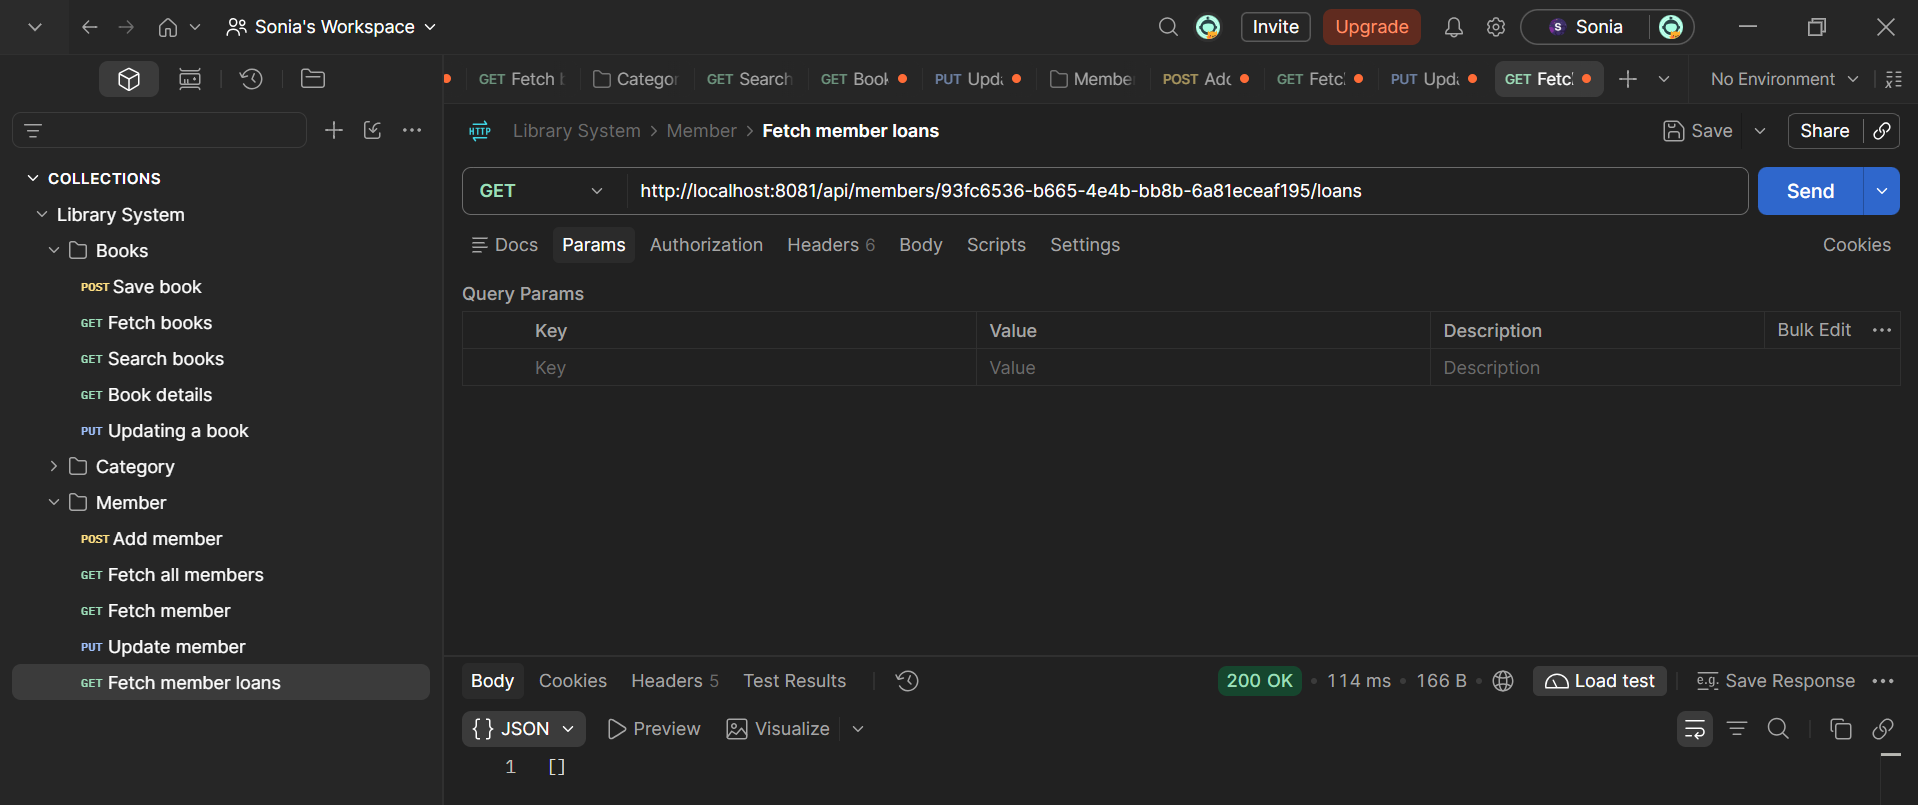 Sonia's Workspace
Invite
Upgrade
S
Sonia
GET Fetch
Categor
GET Search
GET Book
PUT Upd
Membe
POST Add
GET Fetc
PUT Upd
GET Fetc
No Environment
HTTP
Library System > Member > Fetch member loans
Save
Share
COLLECTIONS
Library System
Books
POST Save book
GET Fetch books
GET Search books
GET Book details
PUT Updating a book
Category
Member
POST Add member
GET Fetch all members
GET Fetch member
PUT Update member
GET Fetch member loans
GET
http://localhost:8081/api/members/93fc6536-b665-4e4b-bb8b-6a81eceaf195/loans
Send
Docs
Params
Authorization
Headers 6
Body
Scripts
Settings
Cookies
Query Params
Key
Value
Description
Bulk Edit
Key
Value
Description
Body
Cookies
Headers 5
Test Results
200 OK
114 ms
166 B
Load test
e.g.
Save Response
{} JSON
Preview
Visualize
1 []